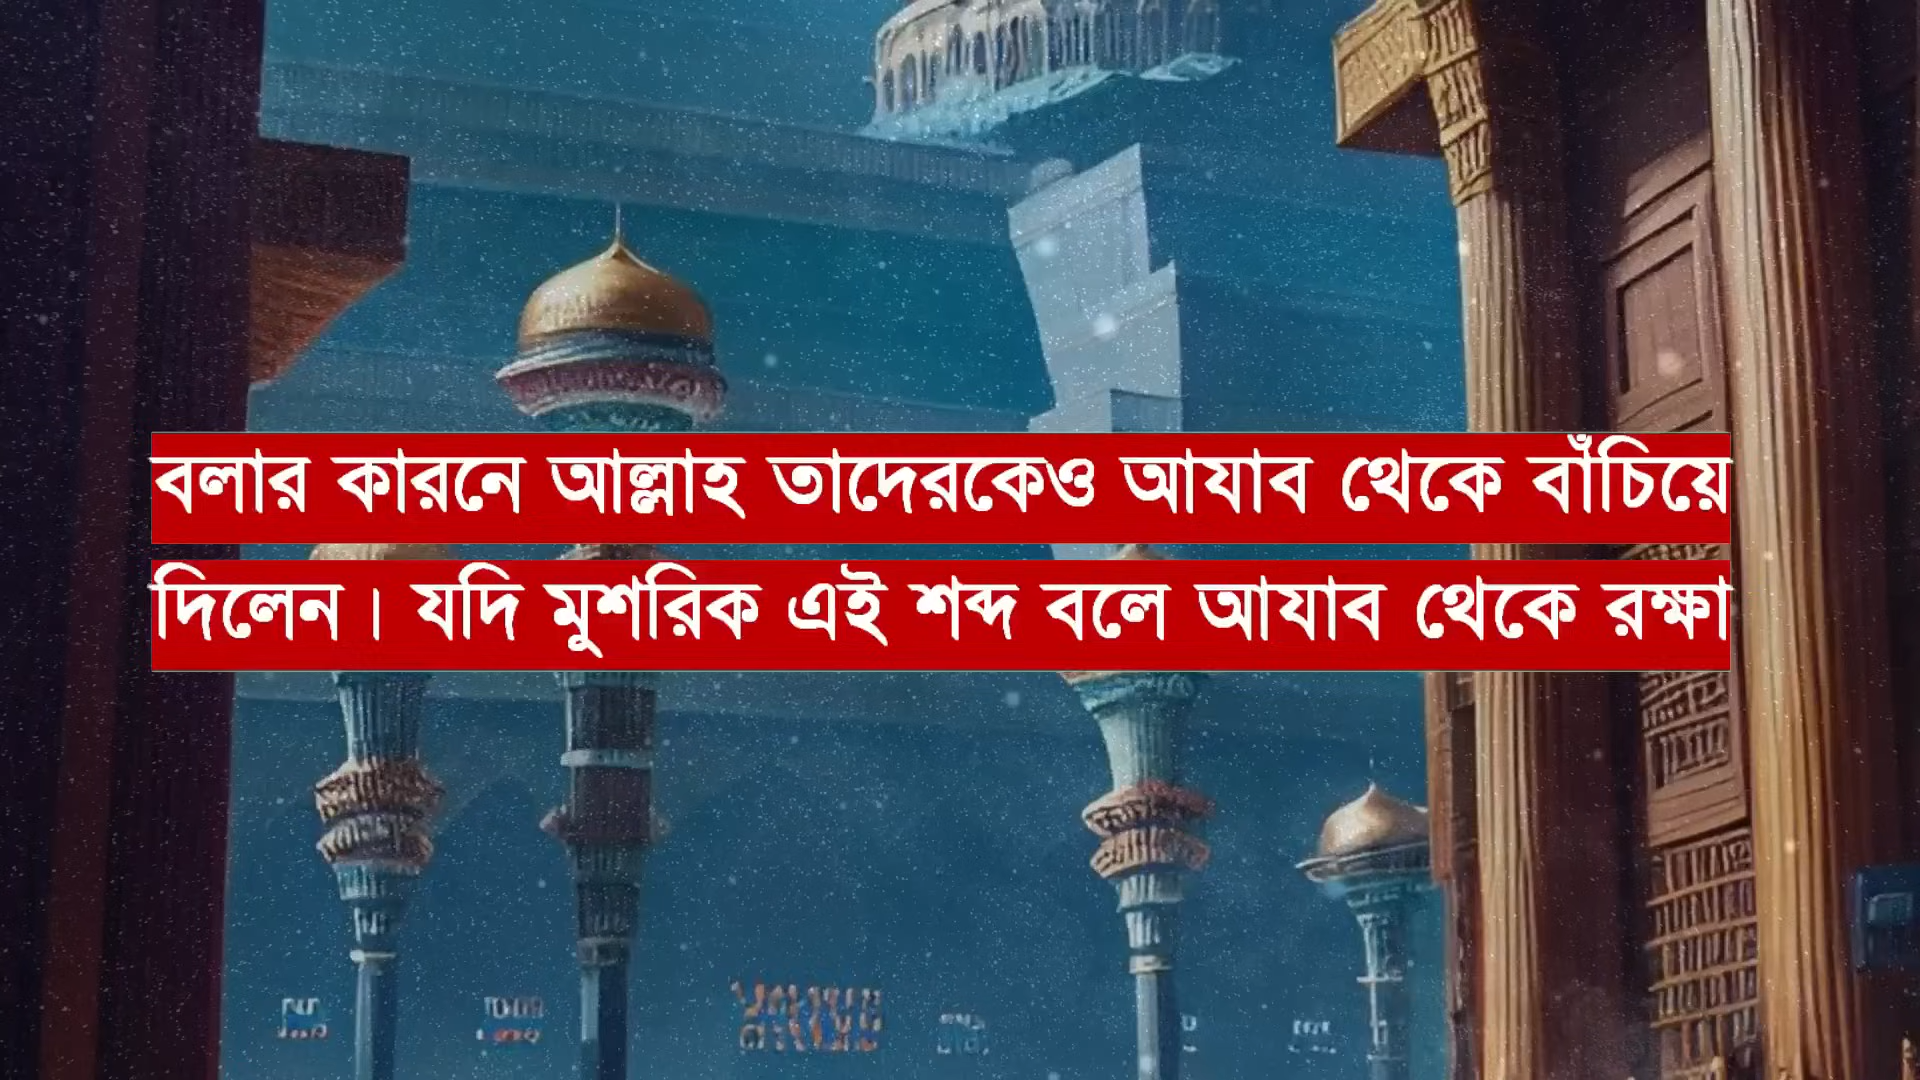 বলার কারনে আল্লাহ তাদেরকেও আযাব থেকে বাঁচিয়ে
দিলেন। যদি মুশরিক এই শব্দ বলে আযাব থেকে রক্ষা